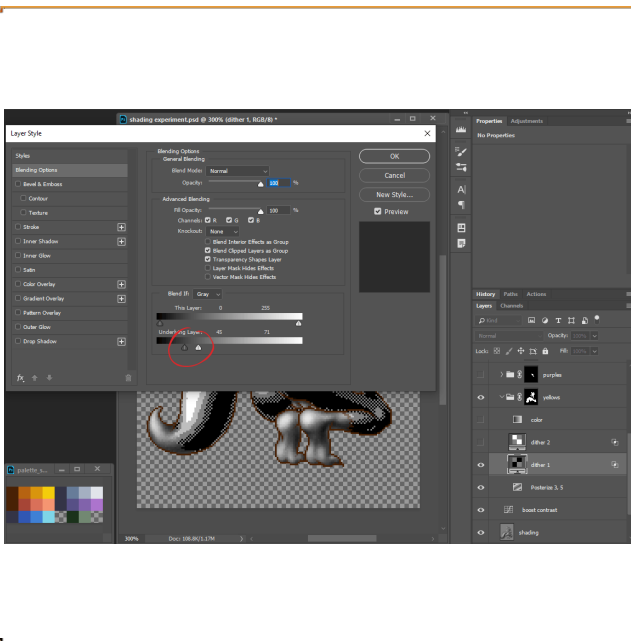 shading experiment.psd @ 300% (dither 1, RGB/8) *
Layer Style
Styles
Blending Options
Bevel & Emboss
Contour
Texture
Stroke
Inner Shadow
Inner Glow
Satin
Color Overlay
Gradient Overlay
Pattern Overlay
Outer Glow
Drop Shadow
fx
Blending Options
General Blending
Blend Mode: Normal
Opacity: 100 %
Advanced Blending
Fill Opacity: 100 %
Channels: R G B
Knockout: None
Blend Interior Effects as Group
Blend Clipped Layers as Group
Transparency Shapes Layer
Layer Mask Hides Effects
Vector Mask Hides Effects
Blend If: Gray
This Layer: 0 255
Underlying Layer: 45 71
OK
Cancel
New Style...
Preview
palette_s...
300% Doc: 108.8K/1.17M
Properties Adjustments
No Properties
History Paths Actions
Layers Channels
Kind
Normal Opacity: 100%
Lock: Fill: 100%
purples
yellows
color
dither 2
dither 1
Posterize 3, 5
boost contrast
shading